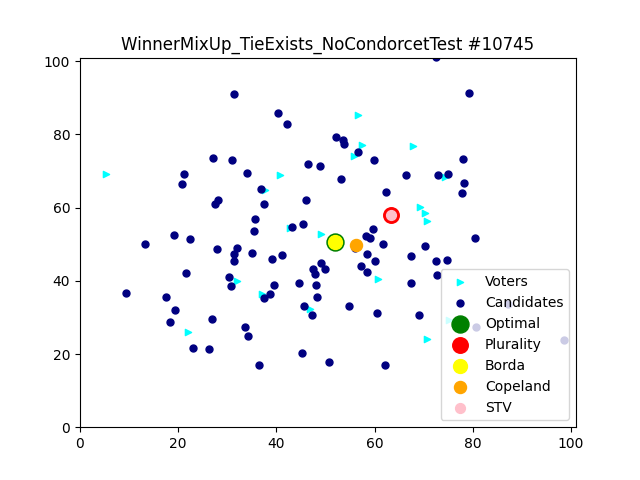 WinnerMixUp_TieExists_NoCondorcetTest #10745
100
80
60
40
20
0
0 20 40 60 80 100
Voters
Candidates
Optimal
Plurality
Borda
Copeland
STV